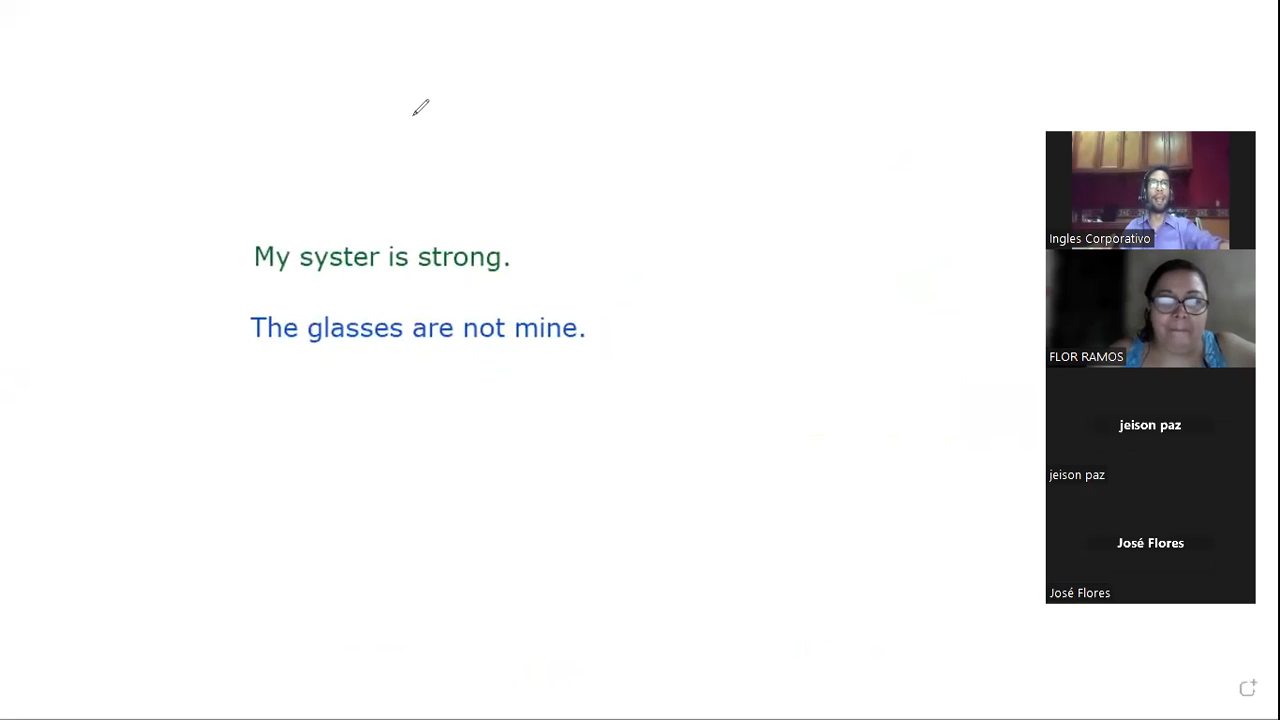 My syster is strong.
The glasses are not mine.
Ingles Corporativo
FLOR RAMOS
jeison paz
jeison paz
José Flores
José Flores